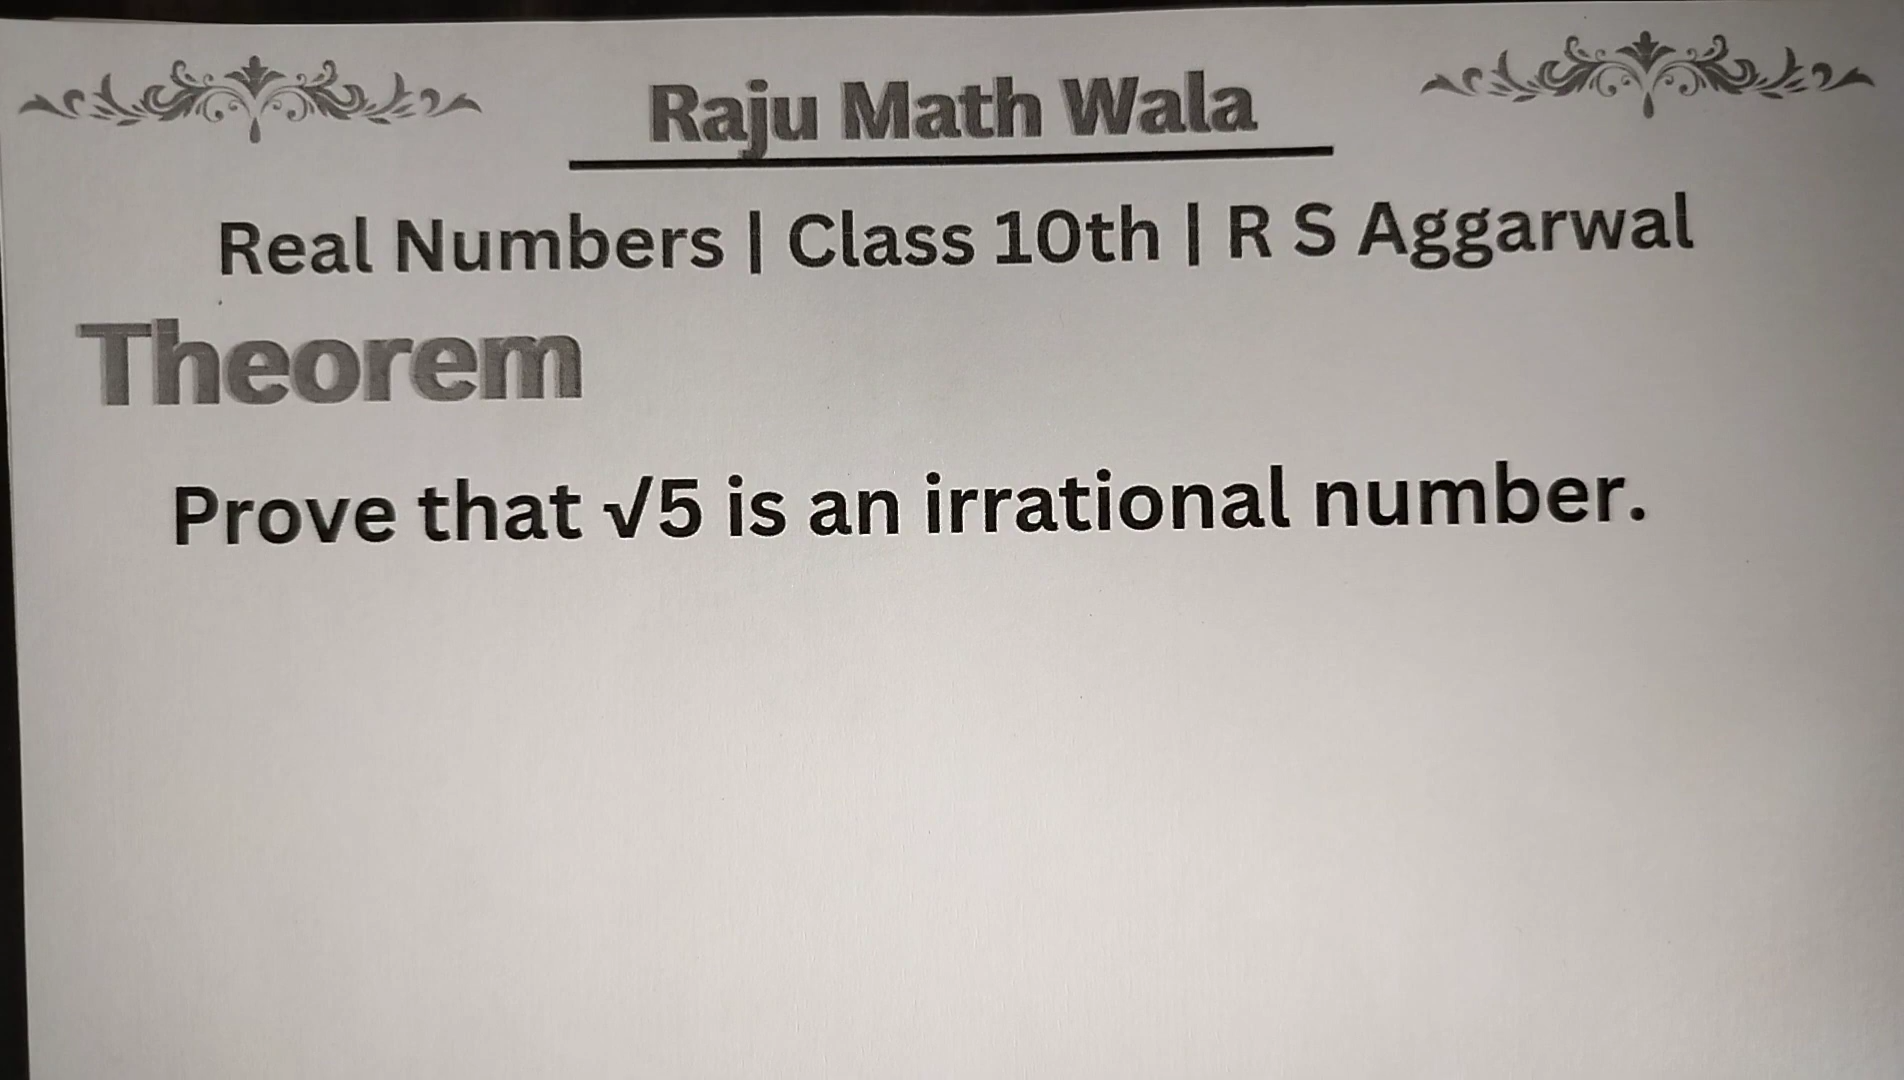 Raju Math Wala
Real Numbers | Class 10th | R S Aggarwal
Theorem
Prove that √5 is an irrational number.